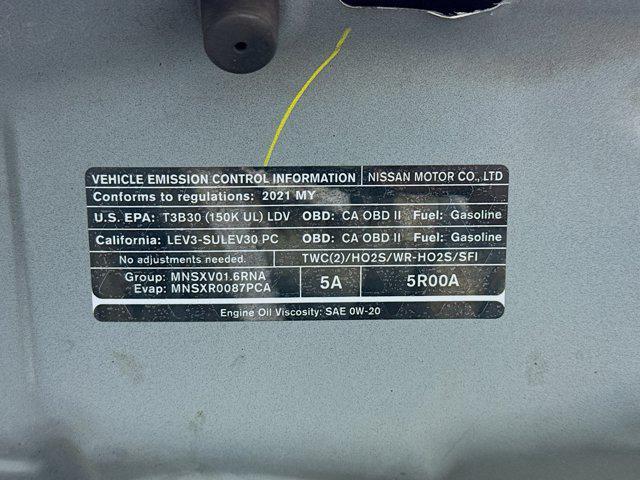 VEHICLE EMISSION CONTROL INFORMATION NISSAN MOTOR CO., LTD
Conforms to regulations: 2021 MY
U.S. EPA: T3B30 (150K UL) LDV OBD: CA OBD II Fuel: Gasoline
California: LEV3-SULEV30 PC OBD: CA OBD II Fuel: Gasoline
No adjustments needed. TWC(2)/HO2S/WR-HO2S/SFI
Group: MNSXV01.6RNA
Evap: MNSXR0087PCA
5A 5R00A
Engine Oil Viscosity: SAE 0W-20